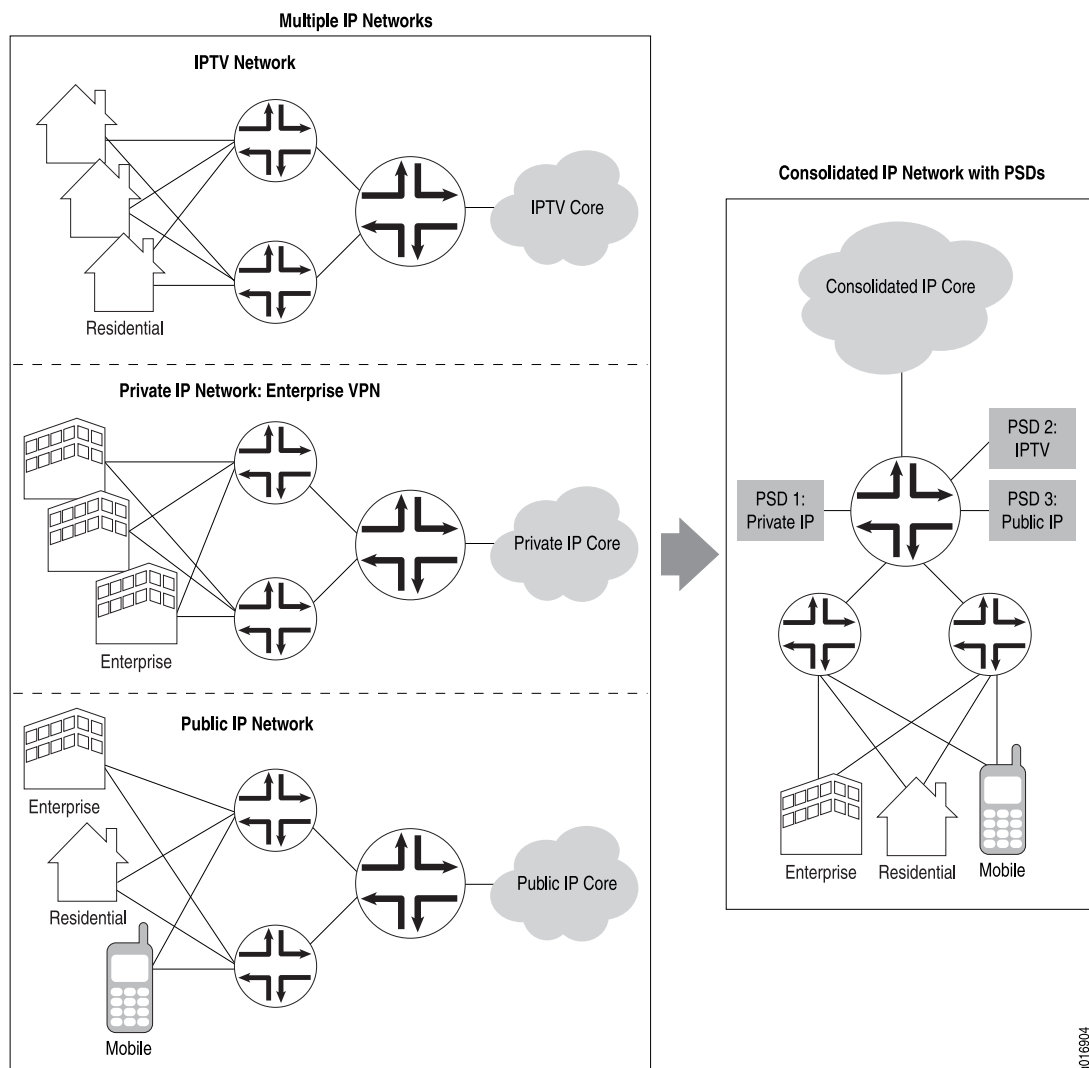 Multiple IP Networks
IPTV Network
IPTV Core
Residential
Private IP Network: Enterprise VPN
Private IP Core
Enterprise
Public IP Network
Enterprise
Public IP Core
Residential
Mobile
Consolidated IP Network with PSDs
Consolidated IP Core
PSD 2:
IPTV
PSD 1:
Private IP
PSD 3:
Public IP
Enterprise
Residential
Mobile
016904